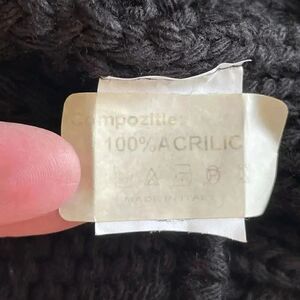 Compozitie:
100% ACRILIC
MADE IN ITALY